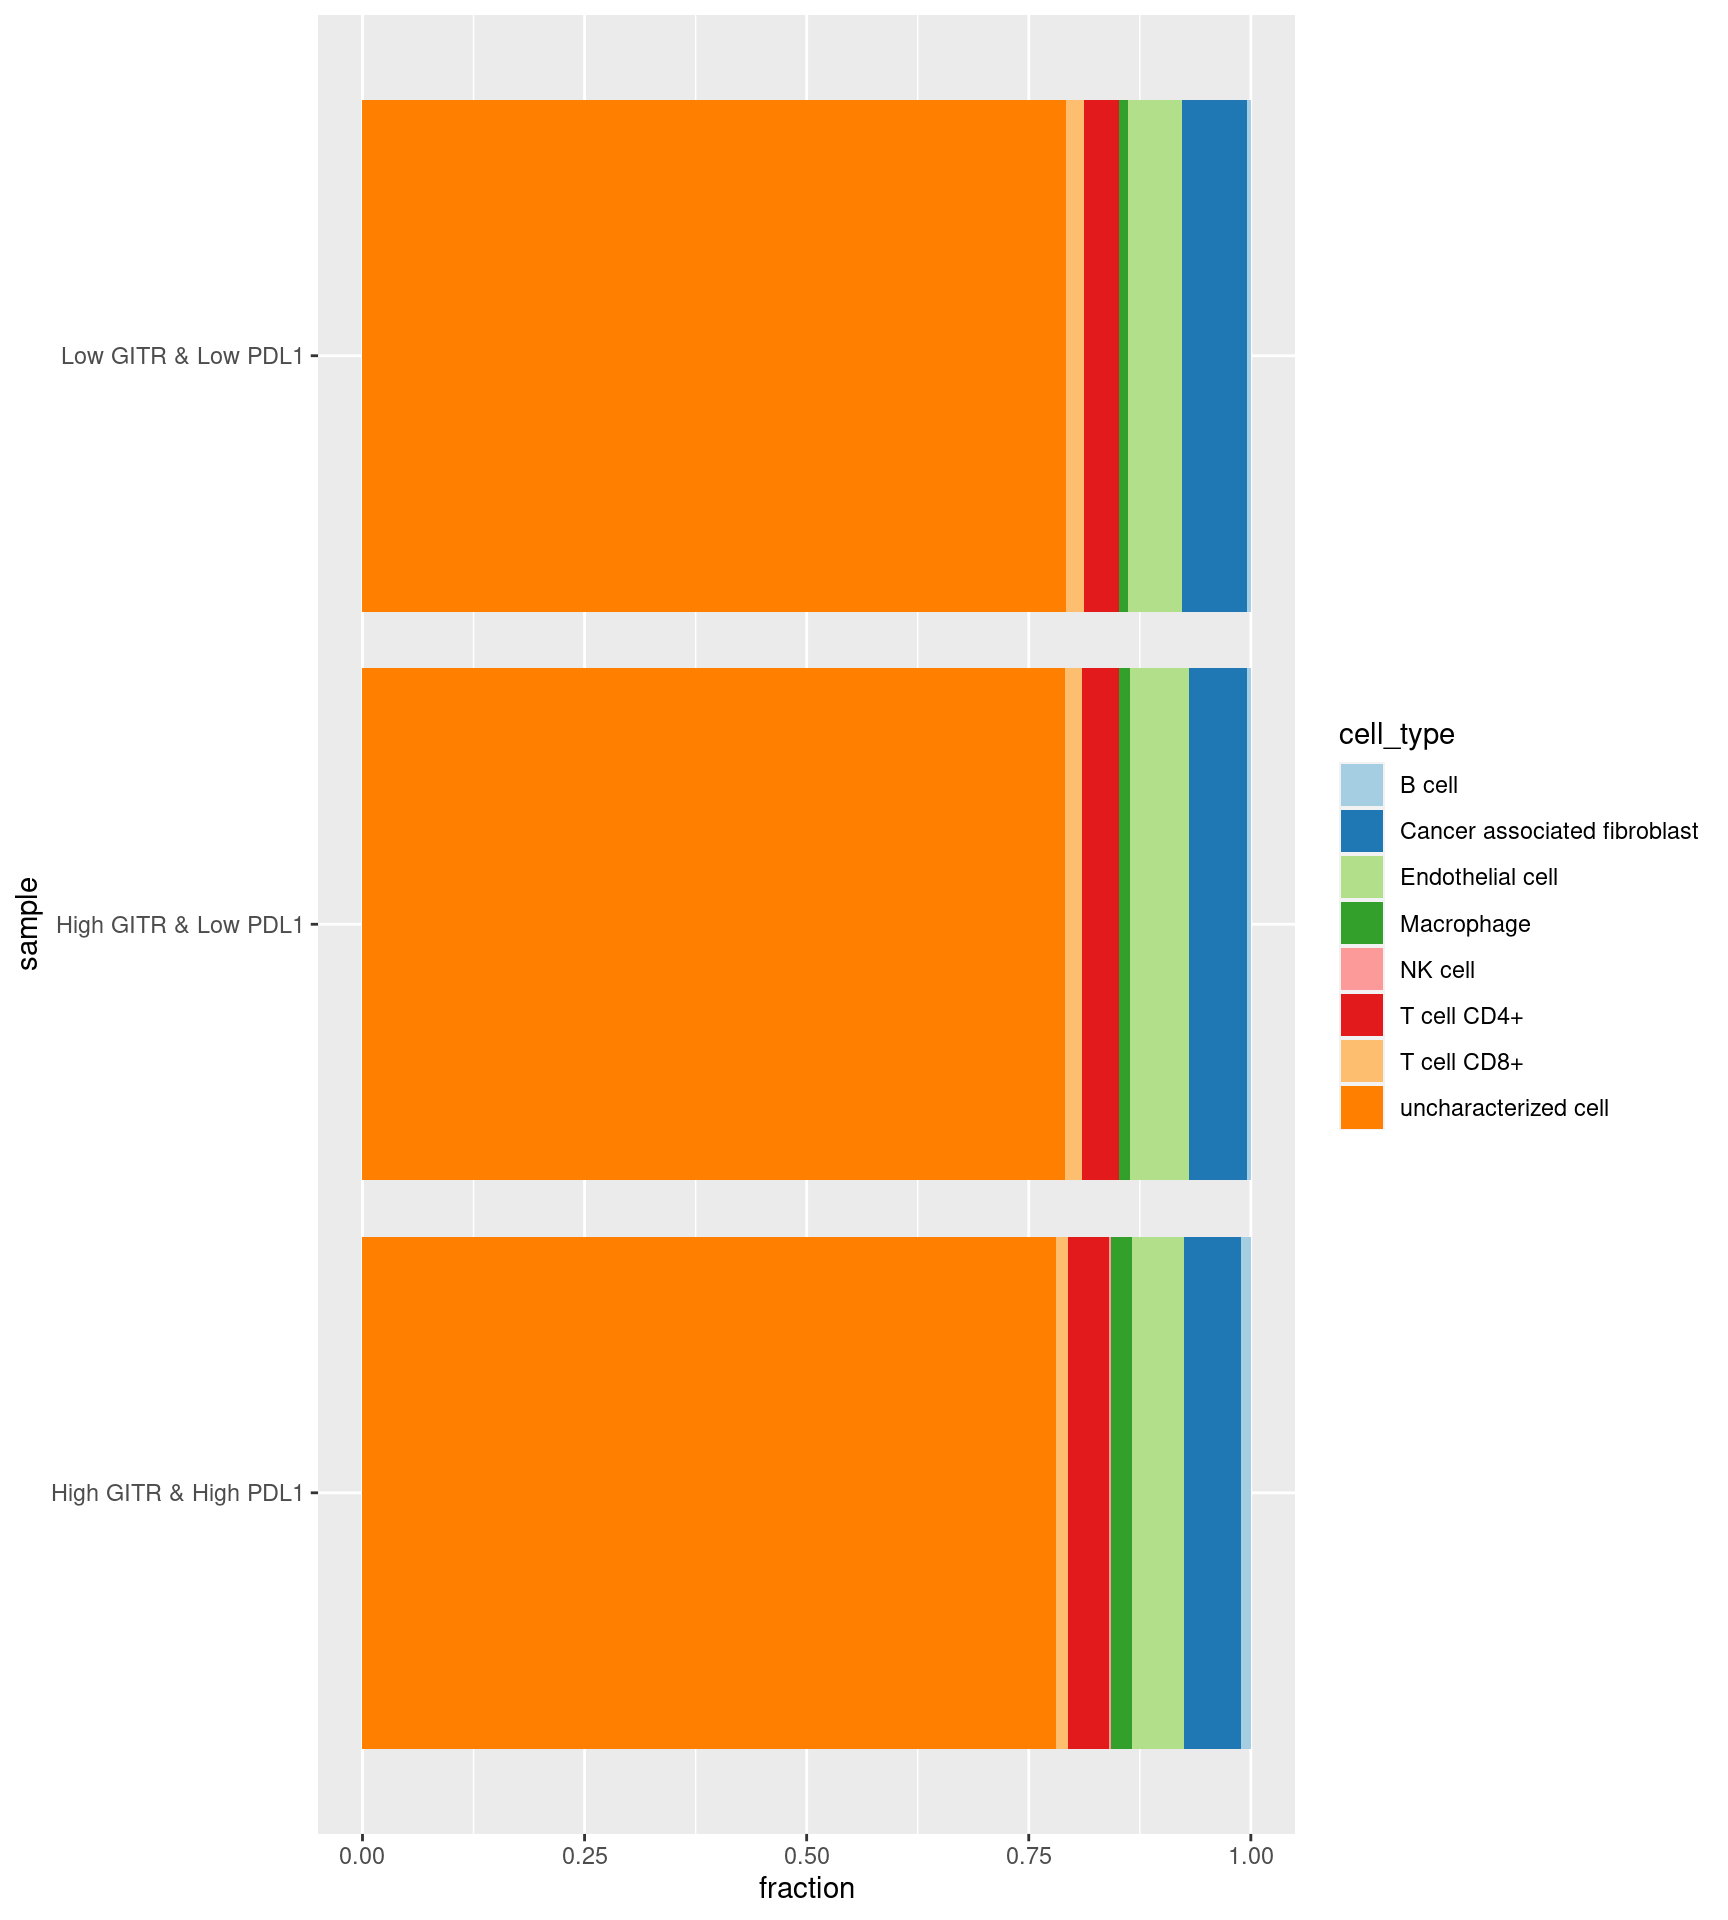 sample
Low GITR & Low PDL1
High GITR & Low PDL1
High GITR & High PDL1
0.00 0.25 0.50 0.75 1.00
fraction
cell_type
B cell
Cancer associated fibroblast
Endothelial cell
Macrophage
NK cell
T cell CD4+
T cell CD8+
uncharacterized cell